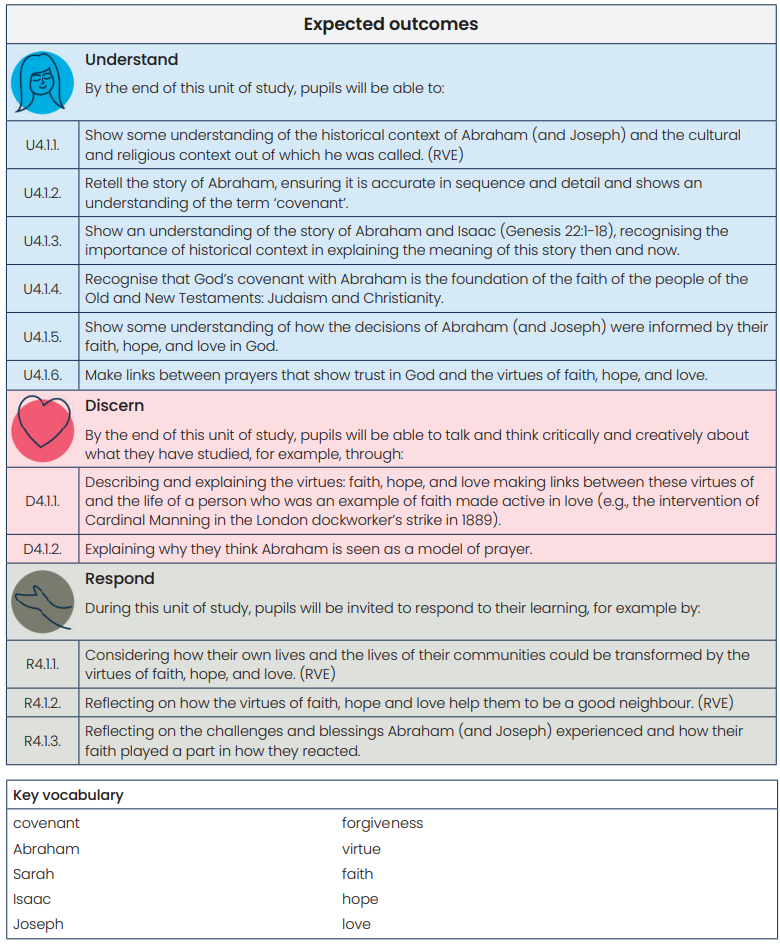 Expected outcomes
Understand
By the end of this unit of study, pupils will be able to:
U4.1.1.
Show some understanding of the historical context of Abraham (and Joseph) and the cultural
and religious context out of which he was called. (RVE)
U4.1.2.
Retell the story of Abraham, ensuring it is accurate in sequence and detail and shows an
understanding of the term ‘covenant’.
U4.1.3.
Show an understanding of the story of Abraham and Isaac (Genesis 22:1-18), recognising the
importance of historical context in explaining the meaning of this story then and now.
U4.1.4.
Recognise that God’s covenant with Abraham is the foundation of the faith of the people of the
Old and New Testaments: Judaism and Christianity.
U4.1.5.
Show some understanding of how the decisions of Abraham (and Joseph) were informed by their
faith, hope, and love in God.
U4.1.6.
Make links between prayers that show trust in God and the virtues of faith, hope, and love.
Discern
By the end of this unit of study, pupils will be able to talk and think critically and creatively about
what they have studied, for example, through:
D4.1.1.
Describing and explaining the virtues: faith, hope, and love making links between these virtues of
and the life of a person who was an example of faith made active in love (e.g., the intervention of
Cardinal Manning in the London dockworker’s strike in 1889).
D4.1.2.
Explaining why they think Abraham is seen as a model of prayer.
Respond
During this unit of study, pupils will be invited to respond to their learning, for example by:
R4.1.1.
Considering how their own lives and the lives of their communities could be transformed by the
virtues of faith, hope, and love. (RVE)
R4.1.2.
Reflecting on how the virtues of faith, hope and love help them to be a good neighbour. (RVE)
R4.1.3.
Reflecting on the challenges and blessings Abraham (and Joseph) experienced and how their
faith played a part in how they reacted.
Key vocabulary
covenant
Abraham
Sarah
Isaac
Joseph
forgiveness
virtue
faith
hope
love